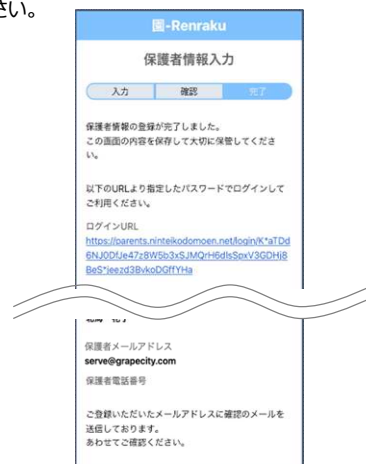 さい。
園-Renraku
保護者情報入力
入力 確認 完了
保護者情報の登録が完了しました。
この画面の内容を保存して大切に保管してくださ
い。
以下のURLより指定したパスワードでログインして
ご利用ください。
ログインURL
https://parents.ninteikodomoen.net/login/K*aTDd
6NJ0DfJe47z8W5b3xSJMQrH6dIsSpxV3GDHj8
BeS*jeezd3BvkoDGffYHa
保護者メールアドレス
serve@grapecity.com
保護者電話番号
ご登録いただいたメールアドレスに確認のメールを
送信しております。
あわせてご確認ください。